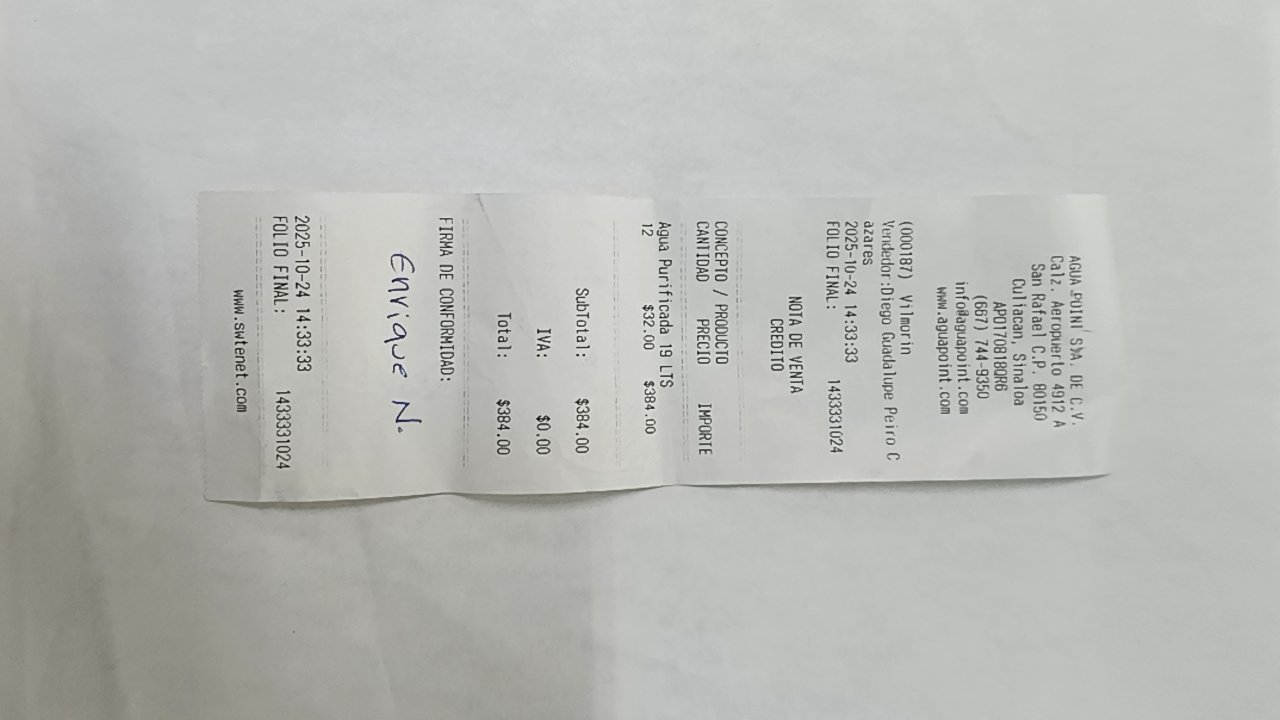 AGUA POINT SMA. DE C.V.
Calz. Aeropuerto 4912 A
San Rafael C.P. 80150
Culiacan, Sinaloa
APO170818QR6
(667) 744-9350
info@aguapoint.com
www.aguapoint.com
(000187) Vilmorin
Vendedor:Diego Guadalupe Peiro C
azares
2025-10-24 14:33:33
FOLIO FINAL: 1433331024
NOTA DE VENTA
CREDITO
CONCEPTO / PRODUCTO
CANTIDAD PRECIO IMPORTE
Agua Purificada 19 LTS
12 $32.00 $384.00
SubTotal: $384.00
IVA: $0.00
Total: $384.00
FIRMA DE CONFORMIDAD:
Enrique N.
2025-10-24 14:33:33
FOLIO FINAL: 1433331024
www.swtenet.com